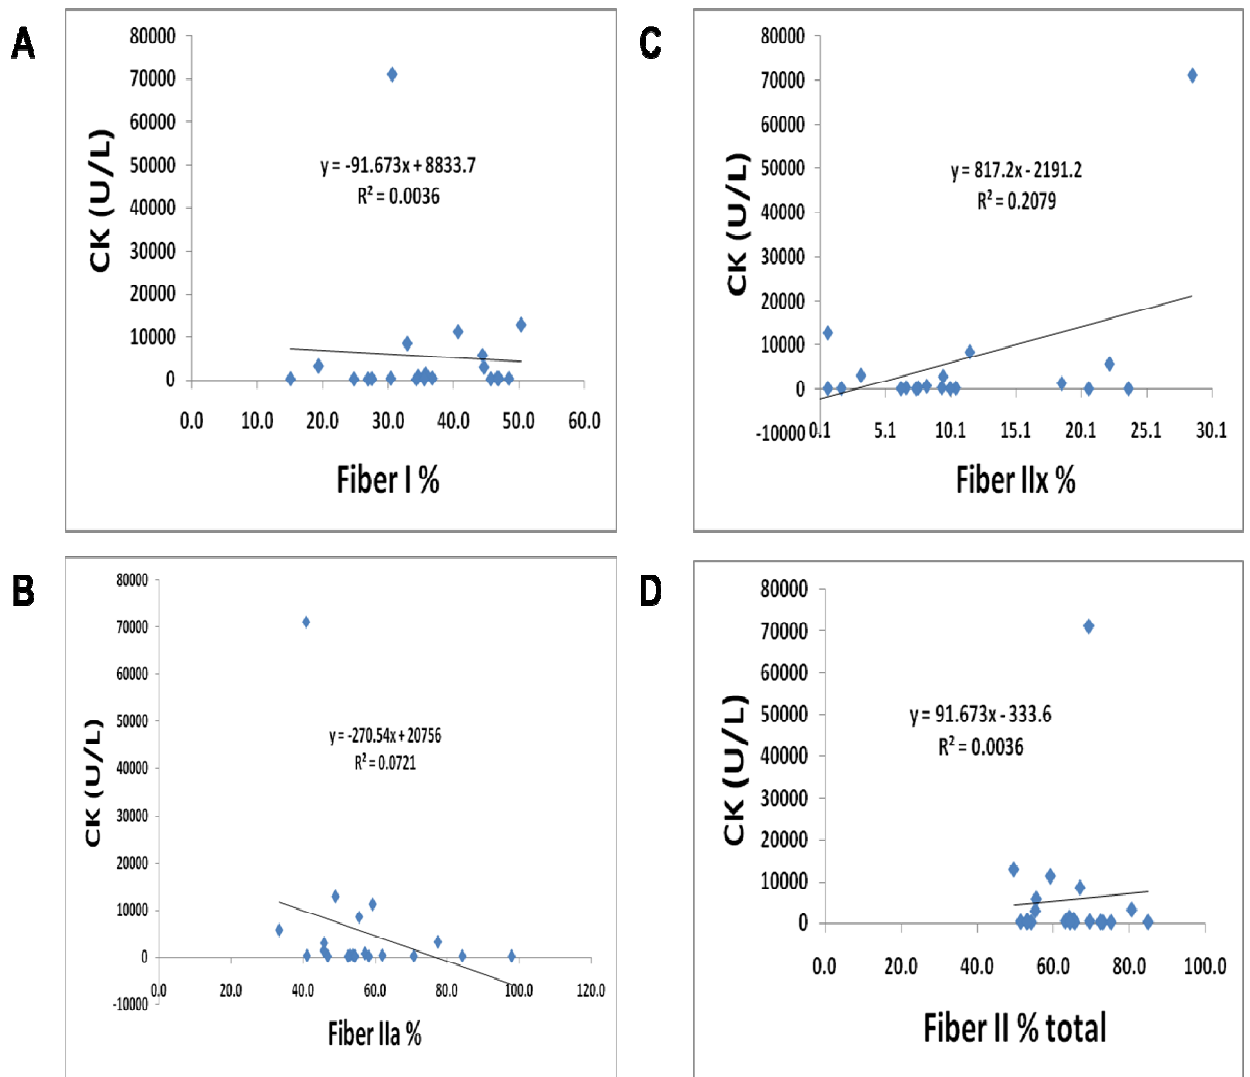 A
80000
70000
60000
50000
40000
30000
20000
10000
0
CK (U/L)
y = -91.673x + 8833.7
R² = 0.0036
0.0 10.0 20.0 30.0 40.0 50.0 60.0
Fiber I %
C
80000
70000
60000
50000
40000
30000
20000
10000
0
-10000
CK (U/L)
y = 817.2x - 2191.2
R² = 0.2079
0.1 5.1 10.1 15.1 20.1 25.1 30.1
Fiber IIx %
B
80000
70000
60000
50000
40000
30000
20000
10000
0
-10000
CK (U/L)
y = -270.54x + 20756
R² = 0.0721
0.0 20.0 40.0 60.0 80.0 100.0 120.0
Fiber IIa %
D
80000
70000
60000
50000
40000
30000
20000
10000
0
CK (U/L)
y = 91.673x - 333.6
R² = 0.0036
0.0 20.0 40.0 60.0 80.0 100.0
Fiber II % total